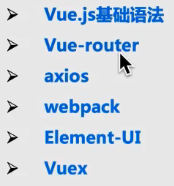 Vue.js基础语法
Vue-router
axios
webpack
Element-UI
Vuex